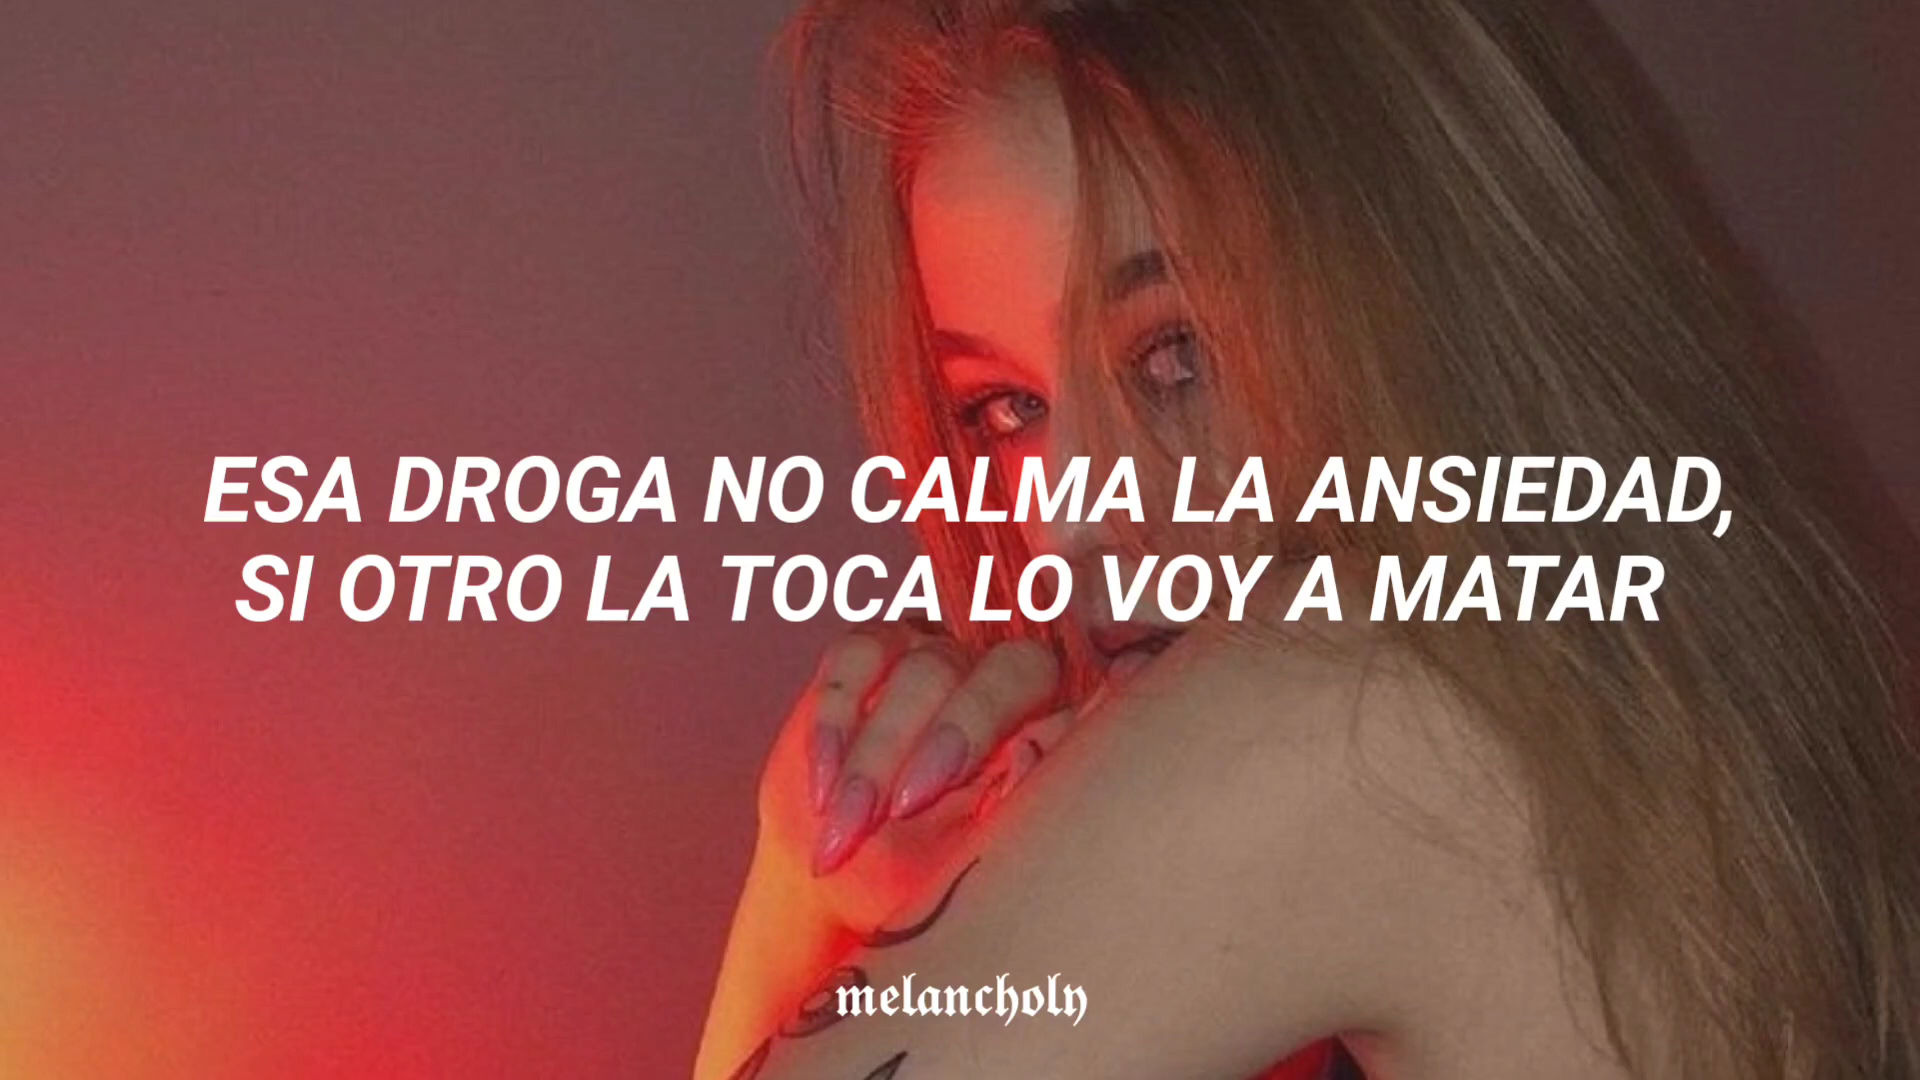 ESA DROGA NO CALMA LA ANSIEDAD,
SI OTRO LA TOCA LO VOY A MATAR
melancholy